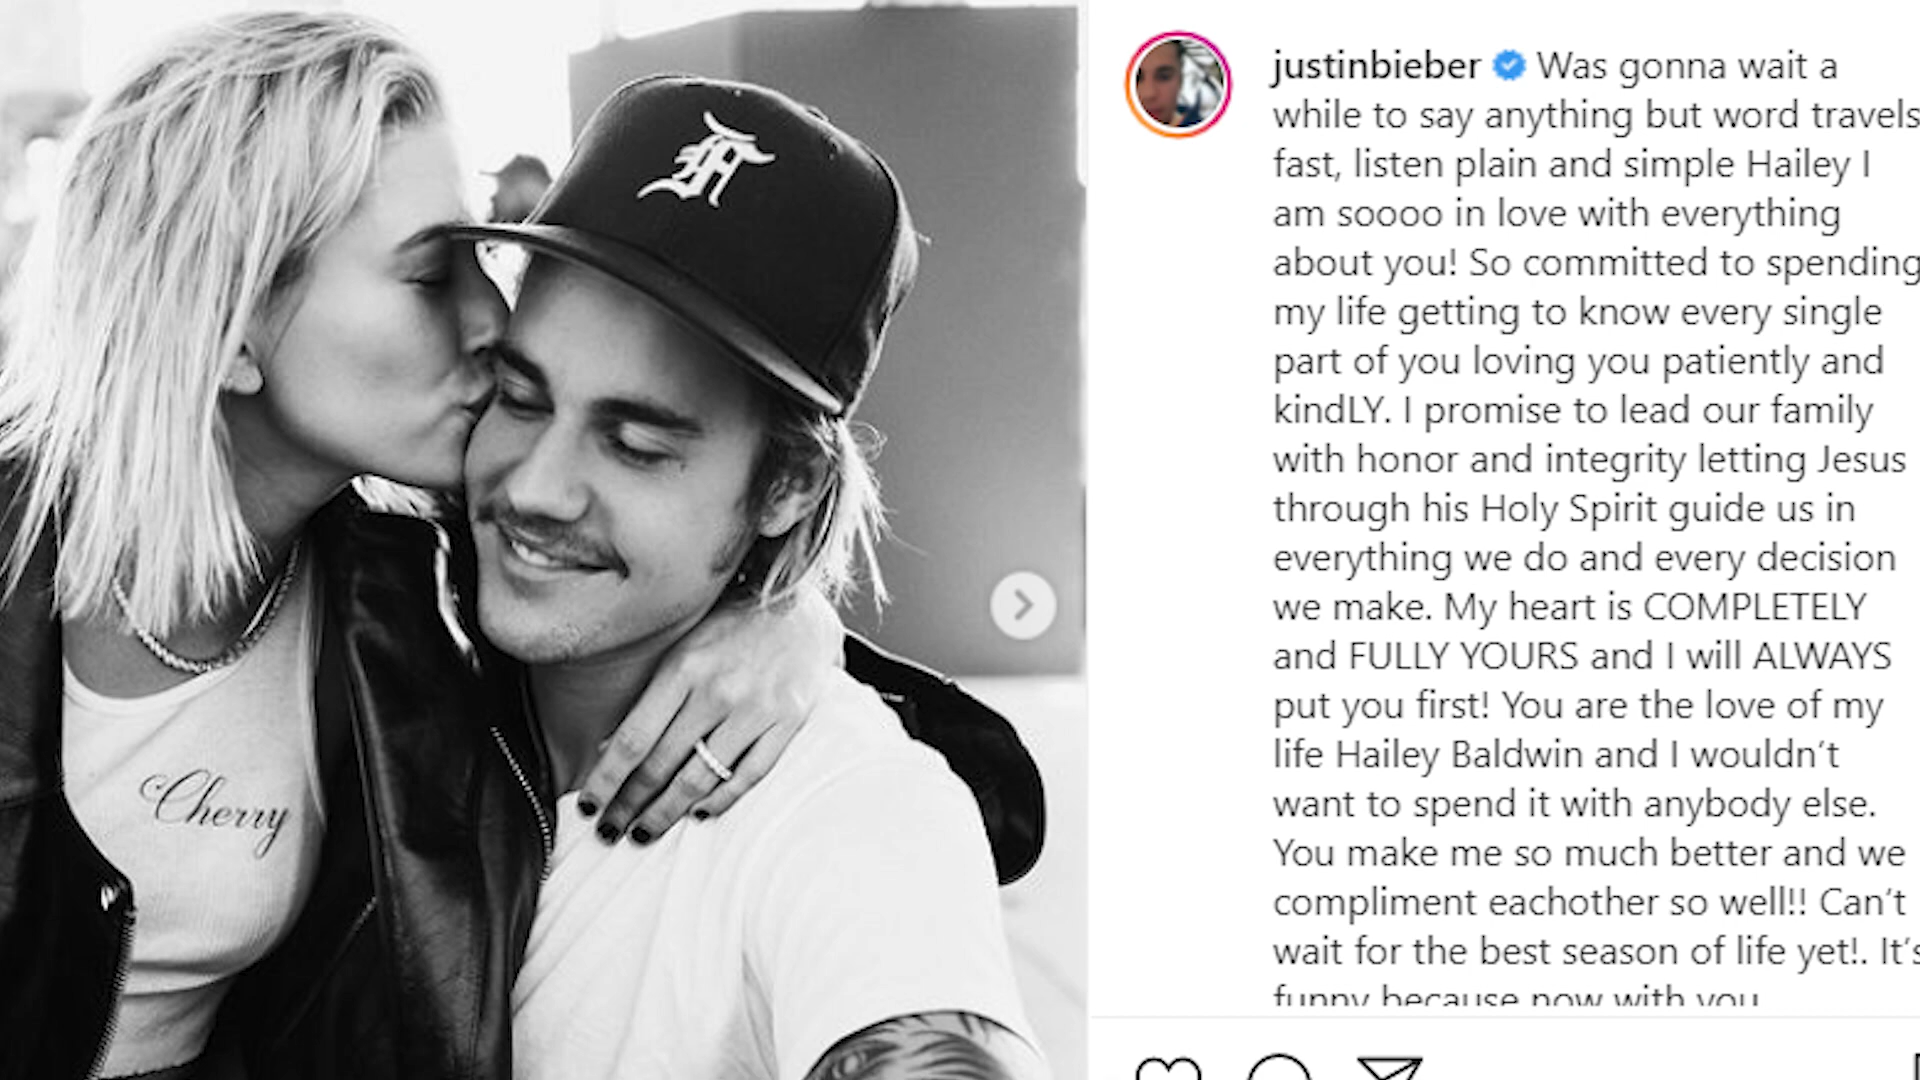 Cherry
justinbieber Was gonna wait a
while to say anything but word travels
fast, listen plain and simple Hailey I
am soooo in love with everything
about you! So committed to spending
my life getting to know every single
part of you loving you patiently and
kindLY. I promise to lead our family
with honor and integrity letting Jesus
through his Holy Spirit guide us in
everything we do and every decision
we make. My heart is COMPLETELY
and FULLY YOURS and I will ALWAYS
put you first! You are the love of my
life Hailey Baldwin and I wouldn’t
want to spend it with anybody else.
You make me so much better and we
compliment eachother so well!! Can’t
wait for the best season of life yet!. It’s
funny because now with you